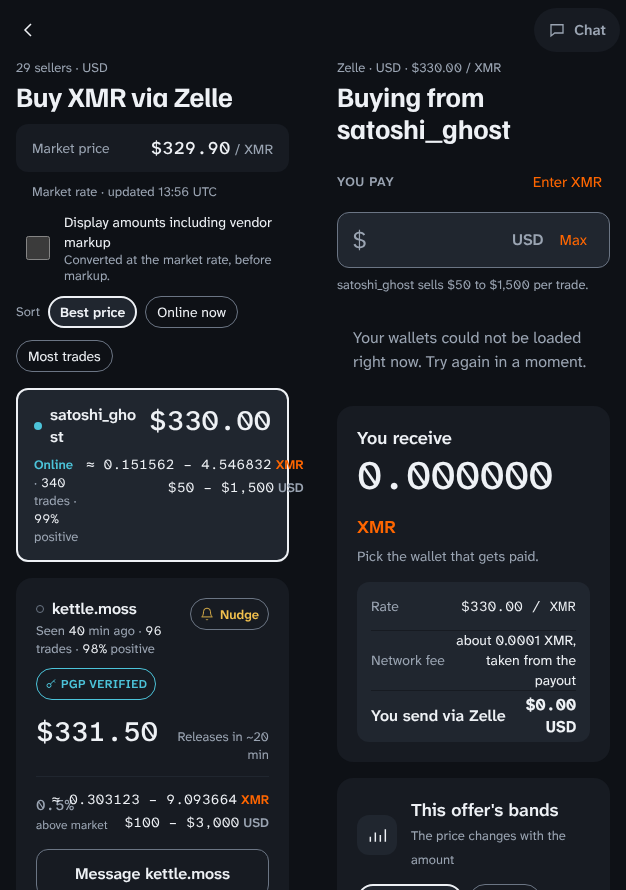 Chat
29 sellers · USD
Buy XMR via Zelle
Market price $329.90 / XMR
Market rate · updated 13:56 UTC
Display amounts including vendor
markup
Converted at the market rate, before
markup.
Sort Best price Online now
Most trades
satoshi_gho
st
$330.00
Online
· 340
trades ·
99%
positive
≈ 0.151562 – 4.546832 XMR
$50 – $1,500 USD
kettle.moss
Nudge
Seen 40 min ago · 96
trades · 98% positive
PGP VERIFIED
$331.50
Releases in ~20
min
0.5%
above market
≈ 0.303123 – 9.093664 XMR
$100 – $3,000 USD
Message kettle.moss
Zelle · USD · $330.00 / XMR
Buying from
satoshi_ghost
YOU PAY Enter XMR
$ USD Max
satoshi_ghost sells $50 to $1,500 per trade.
Your wallets could not be loaded
right now. Try again in a moment.
You receive
0.000000
XMR
Pick the wallet that gets paid.
Rate $330.00 / XMR
Network fee
about 0.0001 XMR,
taken from the
payout
You send via Zelle
$0.00
USD
This offer's bands
The price changes with the
amount